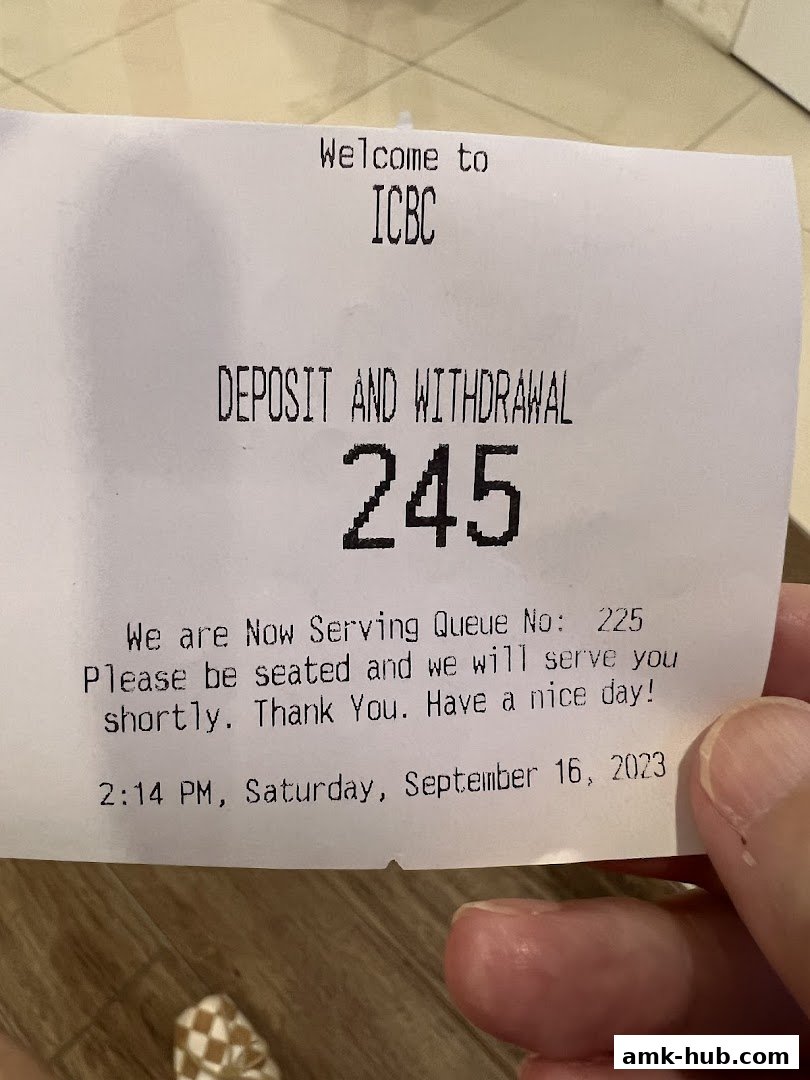 Welcome to
ICBC
DEPOSIT AND WITHDRAWAL
245
We are Now Serving Queue No: 225
Please be seated and we will serve you
shortly. Thank You. Have a nice day!
2:14 PM, Saturday, September 16, 2023
amk-hub.com